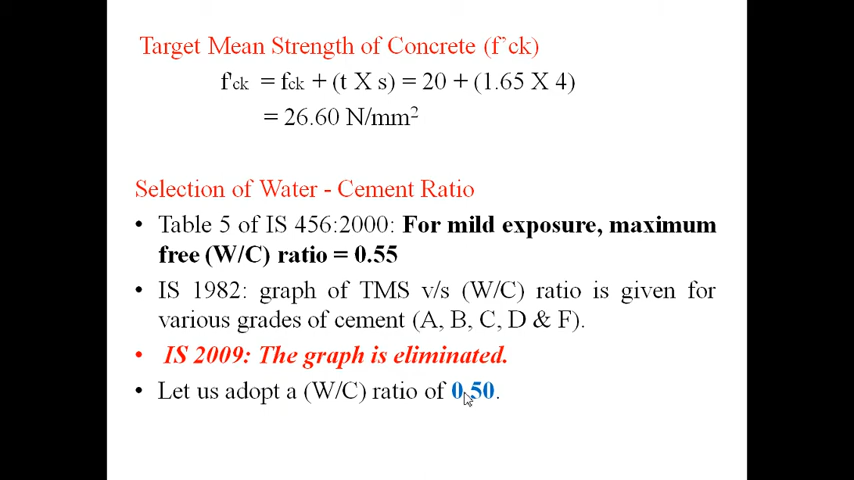 Target Mean Strength of Concrete (f’ck)
f'ck = fck + (t X s) = 20 + (1.65 X 4)
= 26.60 N/mm²
Selection of Water - Cement Ratio
• Table 5 of IS 456:2000: For mild exposure, maximum
free (W/C) ratio = 0.55
• IS 1982: graph of TMS v/s (W/C) ratio is given for
various grades of cement (A, B, C, D & F).
• IS 2009: The graph is eliminated.
• Let us adopt a (W/C) ratio of 0.50.